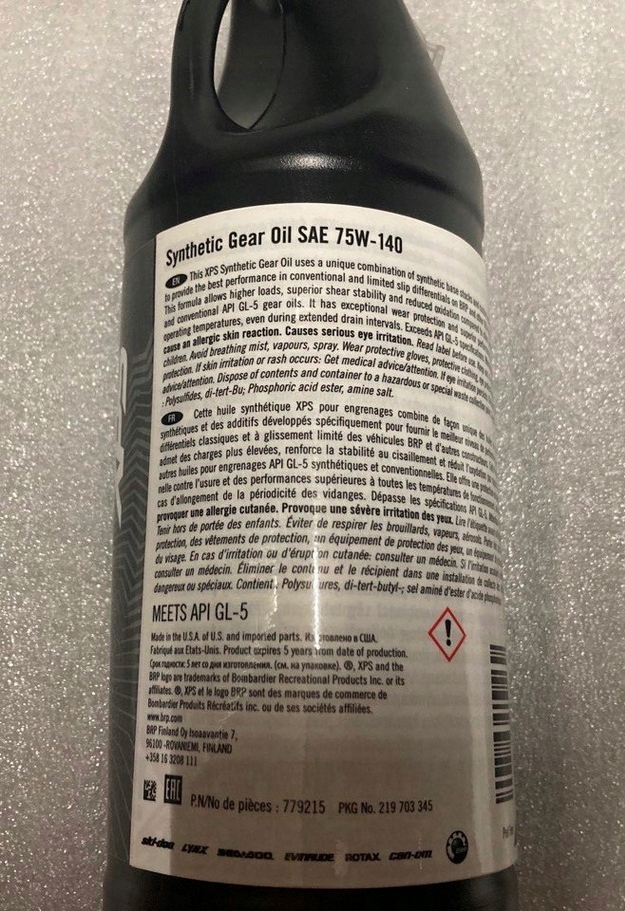 Synthetic Gear Oil SAE 75W-140
EN This XPS Synthetic Gear Oil uses a unique combination of synthetic base stocks and
to provide the best performance in conventional and limited slip differentials on BRP and
This formula allows higher loads, superior shear stability and reduced oxidation compared
and conventional API GL-5 gear oils. It has exceptional wear protection and superior
operating temperatures, even during extended drain intervals. Exceeds API GL-5
cause an allergic skin reaction. Causes serious eye irritation. Read label before use. Keep
children. Avoid breathing mist, vapours, spray. Wear protective gloves, protective clothing,
protection. If skin irritation or rash occurs: Get medical advice/attention. If eye irritation
advice/attention. Dispose of contents and container to a hazardous or special waste collection
: Polysulfides, di-tert-Bu; Phosphoric acid ester, amine salt.
FR Cette huile synthétique XPS pour engrenages combine de façon unique des
synthétiques et des additifs développés spécifiquement pour fournir le meilleur niveau de
différentiels classiques et à glissement limité des véhicules BRP et d'autres constructeurs.
admet des charges plus élevées, renforce la stabilité au cisaillement et réduit l'oxydation
autres huiles pour engrenages API GL-5 synthétiques et conventionnelles. Elle offre une
nelle contre l'usure et des performances supérieures à toutes les températures de
cas d'allongement de la périodicité des vidanges. Dépasse les spécifications API GL-5.
provoquer une allergie cutanée. Provoque une sévère irritation des yeux. Lire l'étiquette
Tenir hors de portée des enfants. Éviter de respirer les brouillards, vapeurs, aérosols. Porter
protection, des vêtements de protection, un équipement de protection des yeux, un équipement
du visage. En cas d'irritation ou d'éruption cutanée: consulter un médecin. Si l'irritation
consulter un médecin. Éliminer le contenu et le récipient dans une installation de collecte
dangereux ou spéciaux. Contient: Polysulfures, di-tert-butyl-; sel aminé d'ester d'acide
MEETS API GL-5
Made in the U.S.A. of U.S. and imported parts. Изготовлено в США.
Fabriqué aux Etats-Unis. Product expires 5 years from date of production.
Срок годности: 5 лет со дня изготовления. (см. на упаковке). ®, XPS and the
BRP logo are trademarks of Bombardier Recreational Products Inc. or its
affiliates. ®, XPS et le logo BRP sont des marques de commerce de
Bombardier Produits Récréatifs inc. ou de ses sociétés affiliées.
www.brp.com
BRP Finland Oy Isoaavantie 7,
96100 -ROVANIEMI, FINLAND
+358 16 3208 111
EAC
P.N/No de pièces : 779215 PKG No. 219 703 345
ski-doo LYNX SEA-DOO EVINRUDE ROTAX can-am